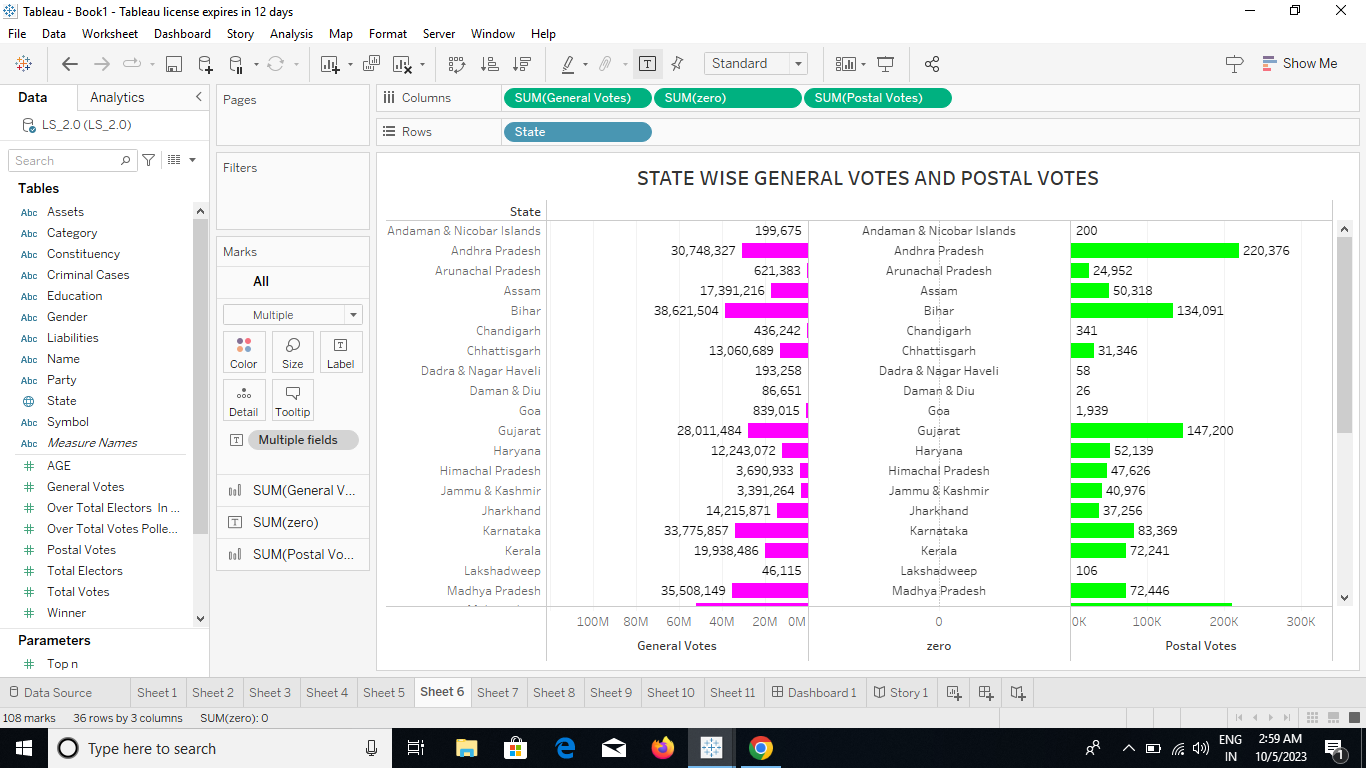 Tableau - Book1 - Tableau license expires in 12 days
File Data Worksheet Dashboard Story Analysis Map Format Server Window Help
Standard
Show Me
Data Analytics
LS_2.0 (LS_2.0)
Search
Tables
Abc Assets
Abc Category
Abc Constituency
Abc Criminal Cases
Abc Education
Abc Gender
Abc Liabilities
Abc Name
Abc Party
State
Abc Symbol
Abc Measure Names
AGE
General Votes
Over Total Electors In ...
Over Total Votes Polle...
Postal Votes
Total Electors
Total Votes
Winner
Parameters
Top n
Pages
Filters
Marks
All
Multiple
Color Size Label
Detail Tooltip
Multiple fields
SUM(General V...
SUM(zero)
SUM(Postal Vo...
Columns SUM(General Votes) SUM(zero) SUM(Postal Votes)
Rows State
STATE WISE GENERAL VOTES AND POSTAL VOTES
State
Andaman & Nicobar Islands 199,675 Andaman & Nicobar Islands 200
Andhra Pradesh 30,748,327 Andhra Pradesh 220,376
Arunachal Pradesh 621,383 Arunachal Pradesh 24,952
Assam 17,391,216 Assam 50,318
Bihar 38,621,504 Bihar 134,091
Chandigarh 436,242 Chandigarh 341
Chhattisgarh 13,060,689 Chhattisgarh 31,346
Dadra & Nagar Haveli 193,258 Dadra & Nagar Haveli 58
Daman & Diu 86,651 Daman & Diu 26
Goa 839,015 Goa 1,939
Gujarat 28,011,484 Gujarat 147,200
Haryana 12,243,072 Haryana 52,139
Himachal Pradesh 3,690,933 Himachal Pradesh 47,626
Jammu & Kashmir 3,391,264 Jammu & Kashmir 40,976
Jharkhand 14,215,871 Jharkhand 37,256
Karnataka 33,775,857 Karnataka 83,369
Kerala 19,938,486 Kerala 72,241
Lakshadweep 46,115 Lakshadweep 106
Madhya Pradesh 35,508,149 Madhya Pradesh 72,446
100M 80M 60M 40M 20M 0M 0 0K 100K 200K 300K
General Votes zero Postal Votes
Data Source Sheet 1 Sheet 2 Sheet 3 Sheet 4 Sheet 5 Sheet 6 Sheet 7 Sheet 8 Sheet 9 Sheet 10 Sheet 11 Dashboard 1 Story 1
108 marks 36 rows by 3 columns SUM(zero): 0
Type here to search
ENG
IN
2:59 AM
10/5/2023
1